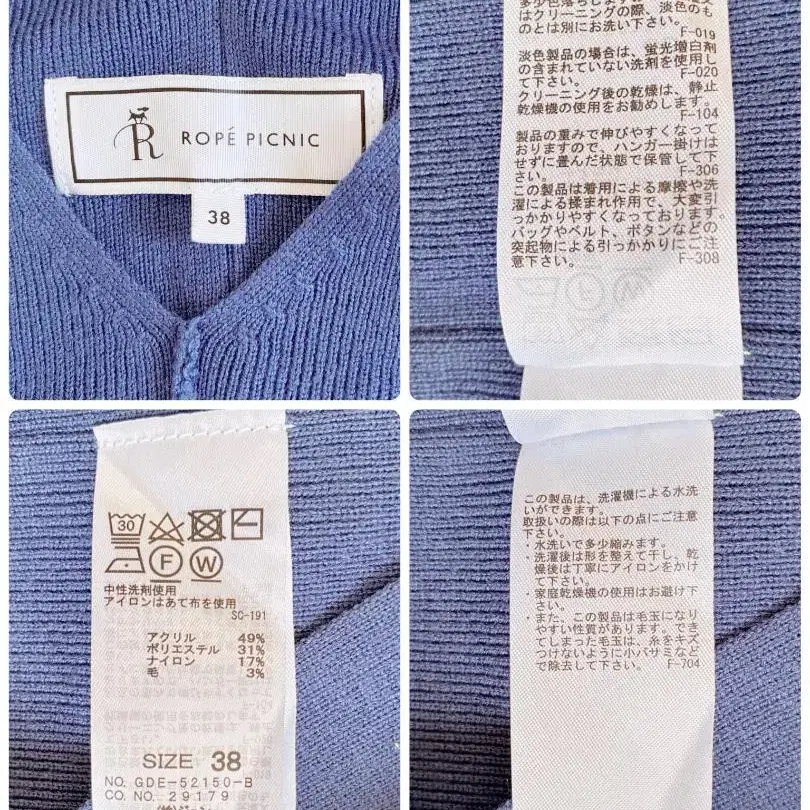 R ROPÉ PICNIC
38
多少色落ち
はクリーニングの際、淡色のも
のとは別にお洗い下さい。
F-019
淡色製品の場合は、蛍光増白剤
の含まれていない洗剤を使用し
て下さい。 F-020
クリーニング後の乾燥は、静止
乾燥機の使用をお勧めします。
F-104
製品の重みで伸びやすくなって
おりますので、ハンガー掛けは
せずに畳んだ状態で保管して下
さい。 F-306
この製品は着用による摩擦や洗
濯による揉まれ作用で、大変引
っかかりやすくなっております。
バッグやベルト、ボタンなどの
突起物による引っかかりにご注
意下さい。 F-308
30
F W
中性洗剤使用
アイロンはあて布を使用
SC-191
アクリル 49%
ポリエステル 31%
ナイロン 17%
毛 3%
SIZE 38
NO. GDE-52150-B
CO. NO. 29179
この製品は、洗濯機による水洗
いができます。
取扱いの際は以下の点にご注意
下さい。
・水洗いで多少縮みます。
・洗濯後は形を整えて干し、乾
燥後は丁寧にアイロンをかけ
て下さい。
・家庭乾燥機の使用はお避け下
さい。
・また、この製品は毛玉になり
やすい性質があります。でき
てしまった毛玉は、糸をキズ
つけないように小バサミなど
で除去して下さい。 F-704